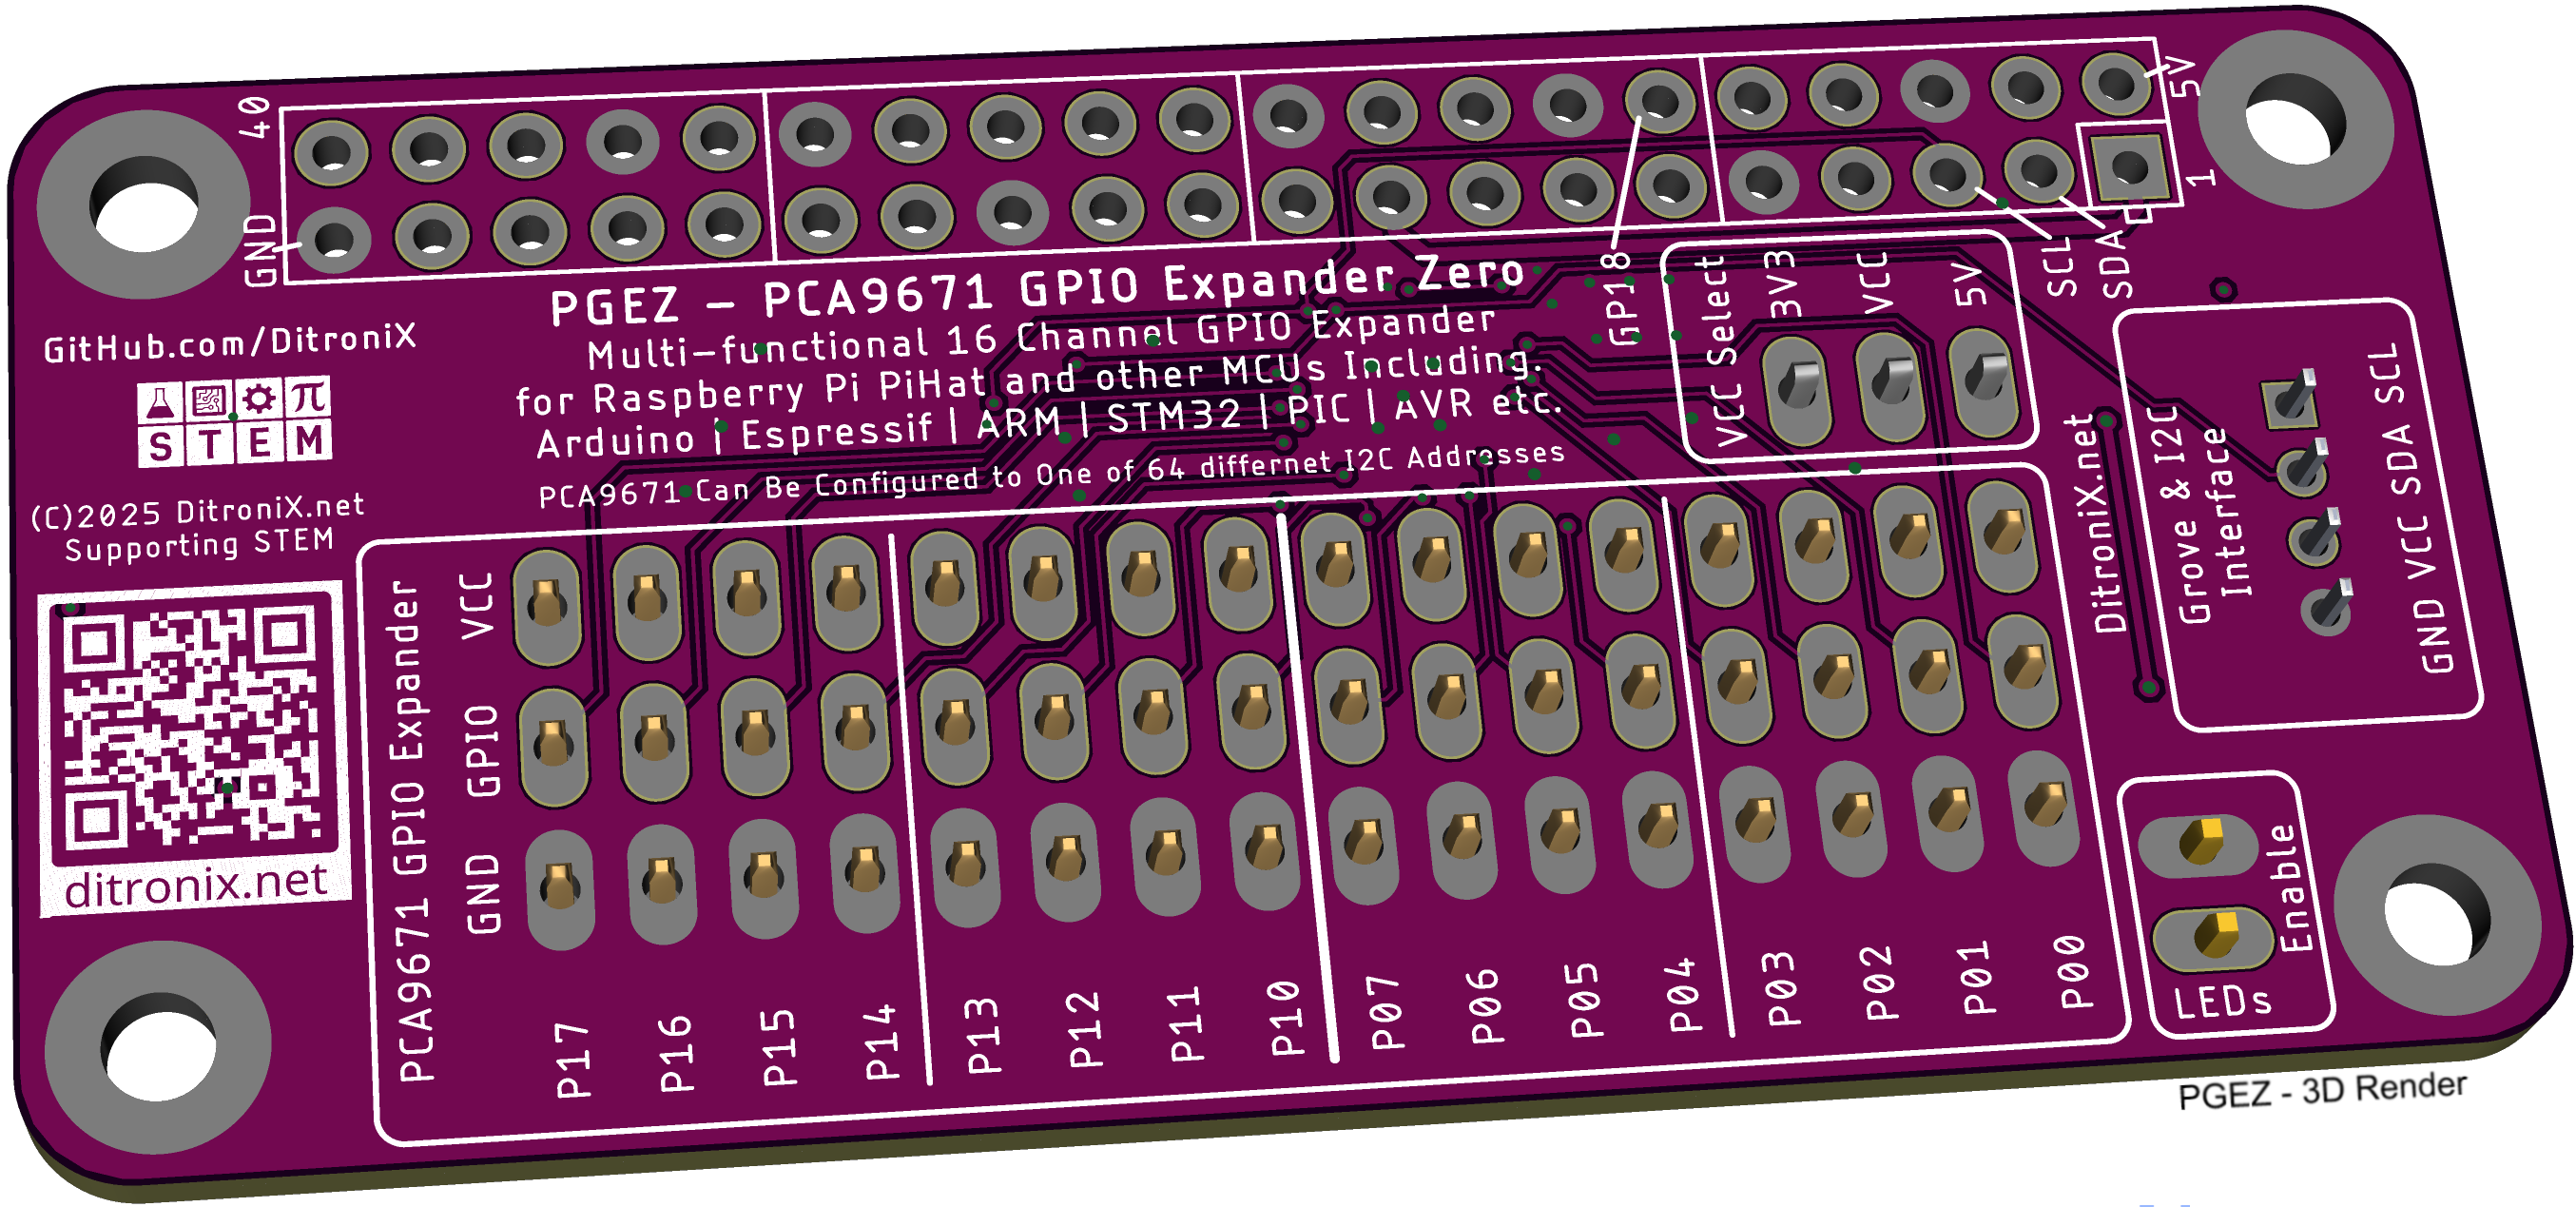 40
5V
GND
1
SCL
SDA
GP18
PGEZ - PCA9671 GPIO Expander Zero
Multi-functional 16 Channel GPIO Expander
for Raspberry Pi PiHat and other MCUs Including.
Arduino | Espressif | ARM | STM32 | PIC | AVR etc.
PCA9671 Can Be Configured to One of 64 differnet I2C Addresses
GitHub.com/DitroniX
π
STEM
(C)2025 DitroniX.net
Supporting STEM
ditronix.net
VCC Select
3V3
VCC
5V
DitroniX.net
Grove & I2C
Interface
GND VCC SDA SCL
PCA9671 GPIO Expander
VCC
GPIO
GND
P17
P16
P15
P14
P13
P12
P11
P10
P07
P06
P05
P04
P03
P02
P01
P00
LEDs
Enable
PGEZ - 3D Render